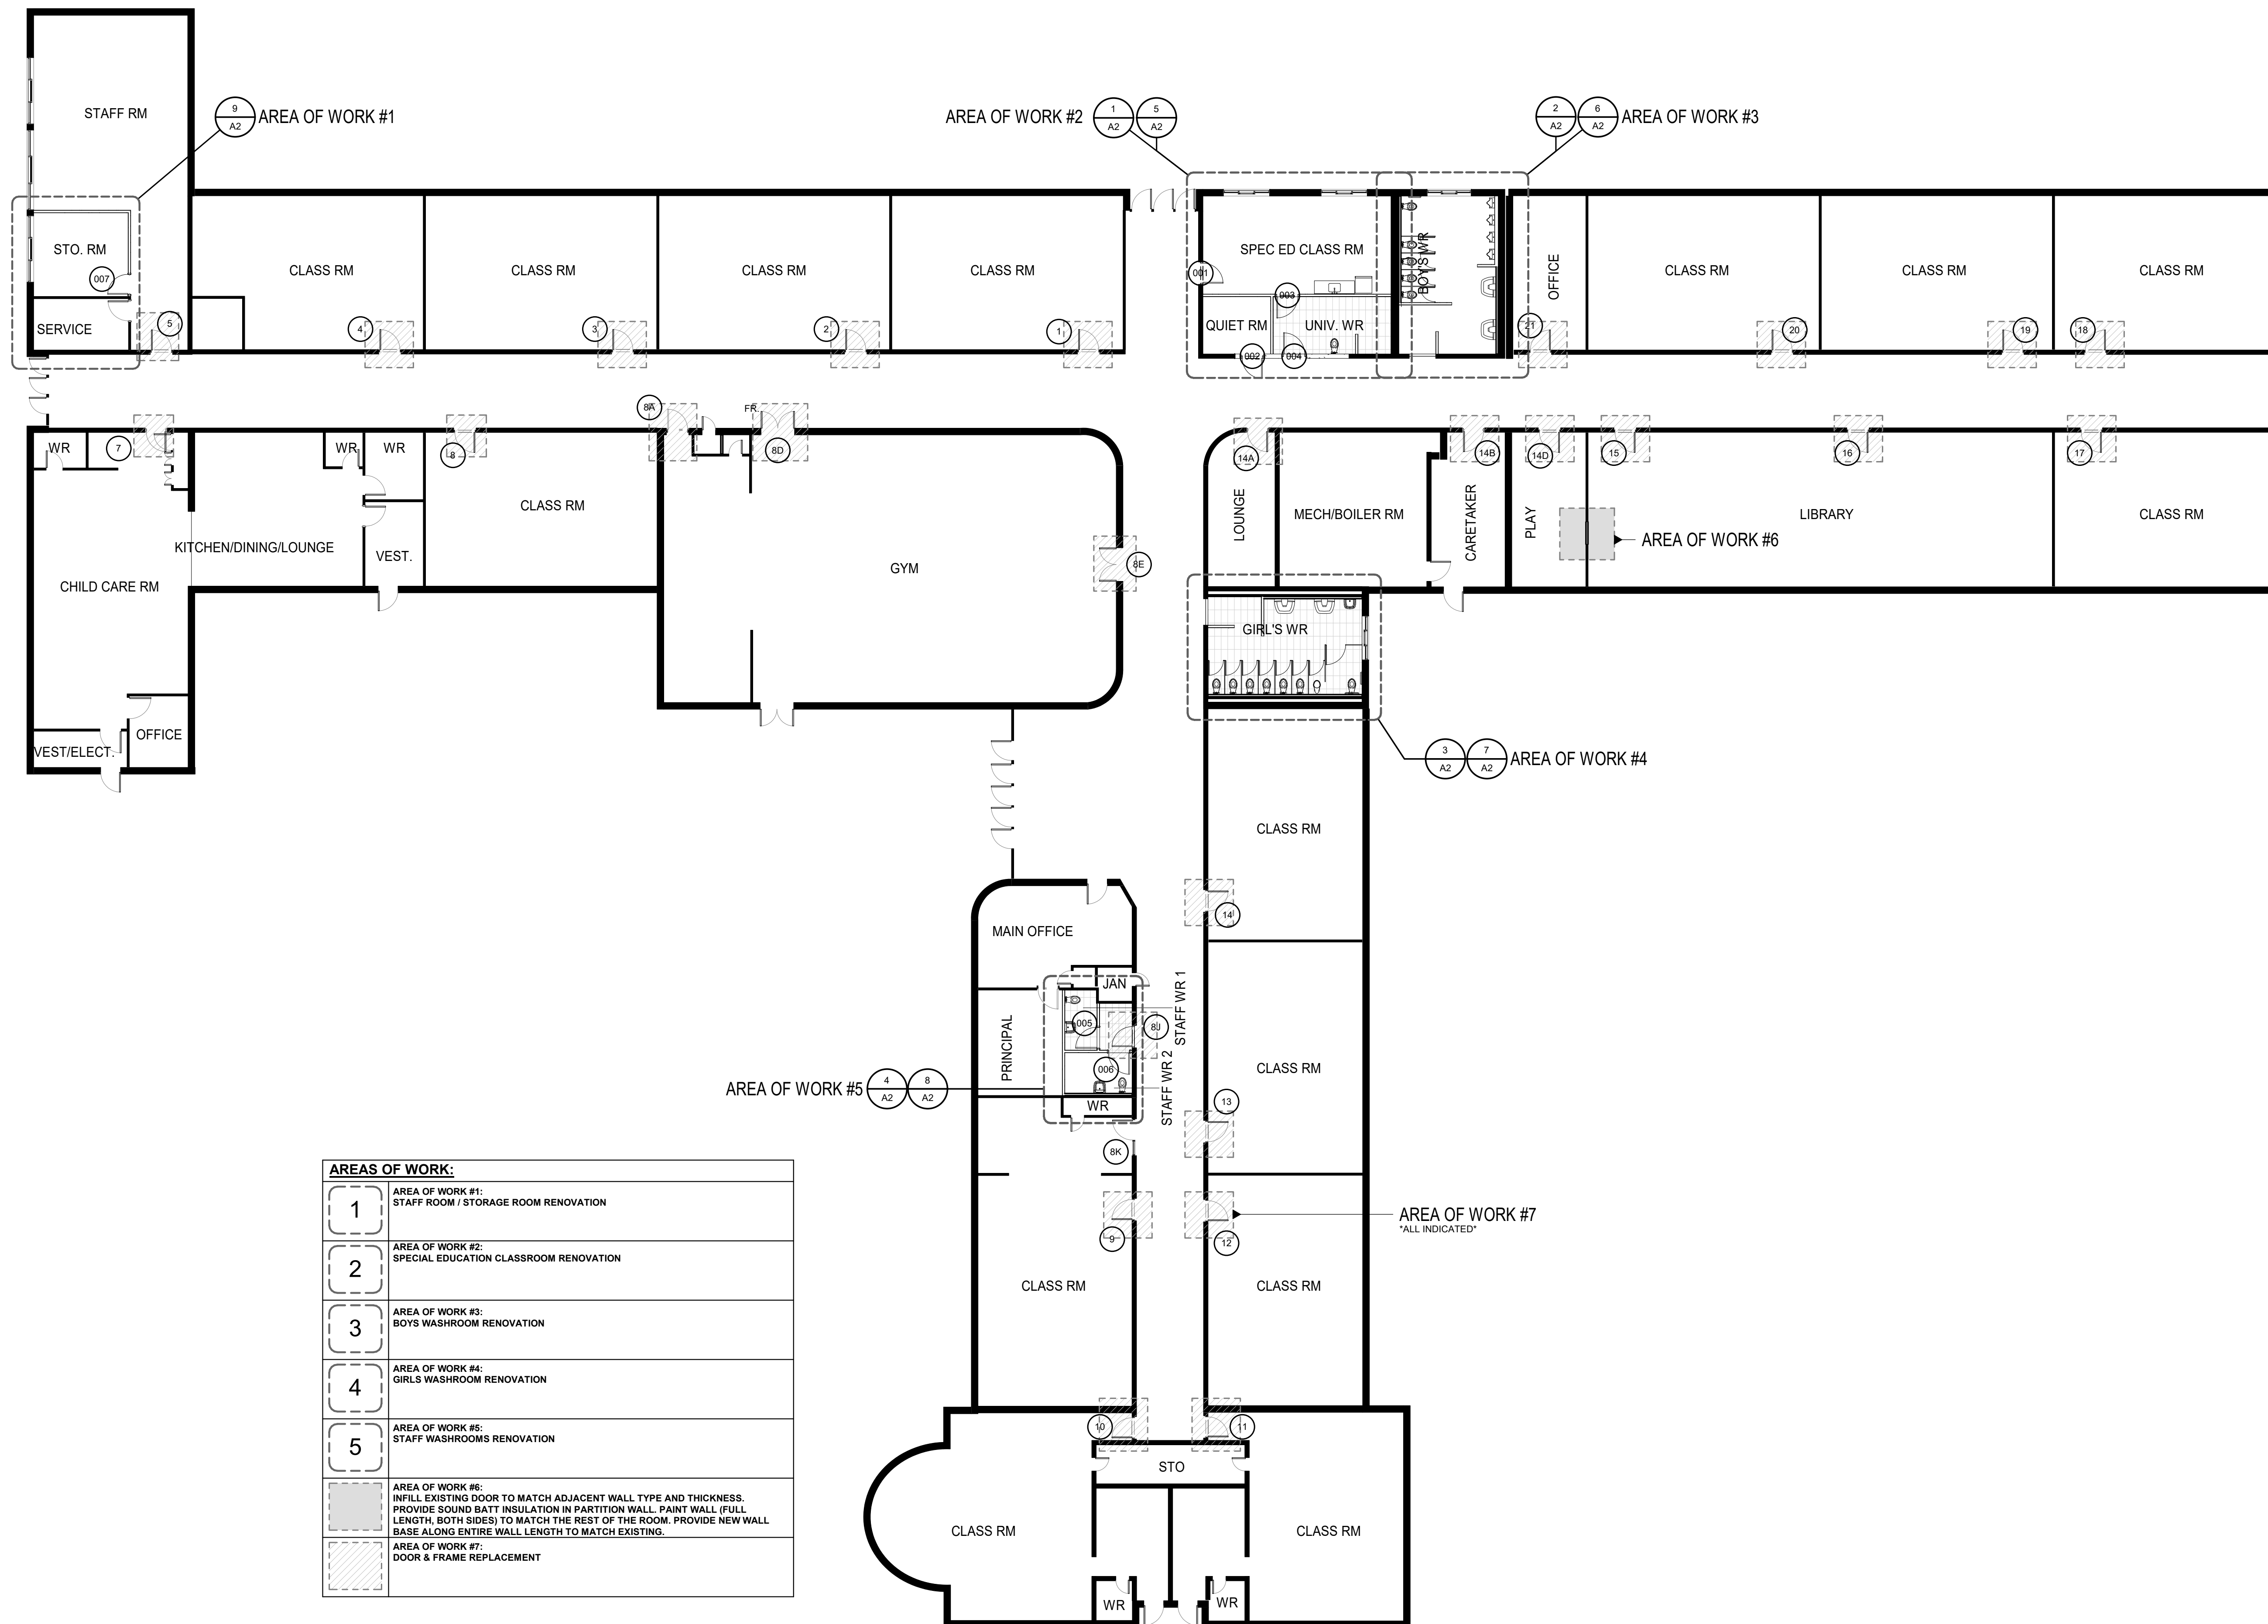 STAFF RM
9
A2
AREA OF WORK #1
AREA OF WORK #2
1
A2
5
A2
2
A2
6
A2
AREA OF WORK #3
STO. RM
007
SERVICE
5
CLASS RM
4
CLASS RM
3
CLASS RM
2
CLASS RM
1
SPEC ED CLASS RM
001
003
QUIET RM
UNIV. WR
002
004
BOY'S WR
OFFICE
21
CLASS RM
20
CLASS RM
19
CLASS RM
18
WR
7
WR
WR
8
8A
FR
8D
14A
14B
14D
15
16
17
CLASS RM
KITCHEN/DINING/LOUNGE
VEST.
CHILD CARE RM
GYM
8E
LOUNGE
MECH/BOILER RM
CARETAKER
PLAY
LIBRARY
CLASS RM
AREA OF WORK #6
GIRL'S WR
OFFICE
VEST/ELECT.
3
A2
7
A2
AREA OF WORK #4
CLASS RM
14
MAIN OFFICE
JAN
STAFF WR 1
005
8J
PRINCIPAL
006
STAFF WR 2
CLASS RM
AREA OF WORK #5
4
A2
8
A2
WR
13
8K
9
12
AREA OF WORK #7
*ALL INDICATED*
CLASS RM
CLASS RM
10
11
STO
CLASS RM
CLASS RM
WR
WR
AREAS OF WORK:
1
AREA OF WORK #1:
STAFF ROOM / STORAGE ROOM RENOVATION
2
AREA OF WORK #2:
SPECIAL EDUCATION CLASSROOM RENOVATION
3
AREA OF WORK #3:
BOYS WASHROOM RENOVATION
4
AREA OF WORK #4:
GIRLS WASHROOM RENOVATION
5
AREA OF WORK #5:
STAFF WASHROOMS RENOVATION
AREA OF WORK #6:
INFILL EXISTING DOOR TO MATCH ADJACENT WALL TYPE AND THICKNESS.
PROVIDE SOUND BATT INSULATION IN PARTITION WALL. PAINT WALL (FULL
LENGTH, BOTH SIDES) TO MATCH THE REST OF THE ROOM. PROVIDE NEW WALL
BASE ALONG ENTIRE WALL LENGTH TO MATCH EXISTING.
AREA OF WORK #7:
DOOR & FRAME REPLACEMENT